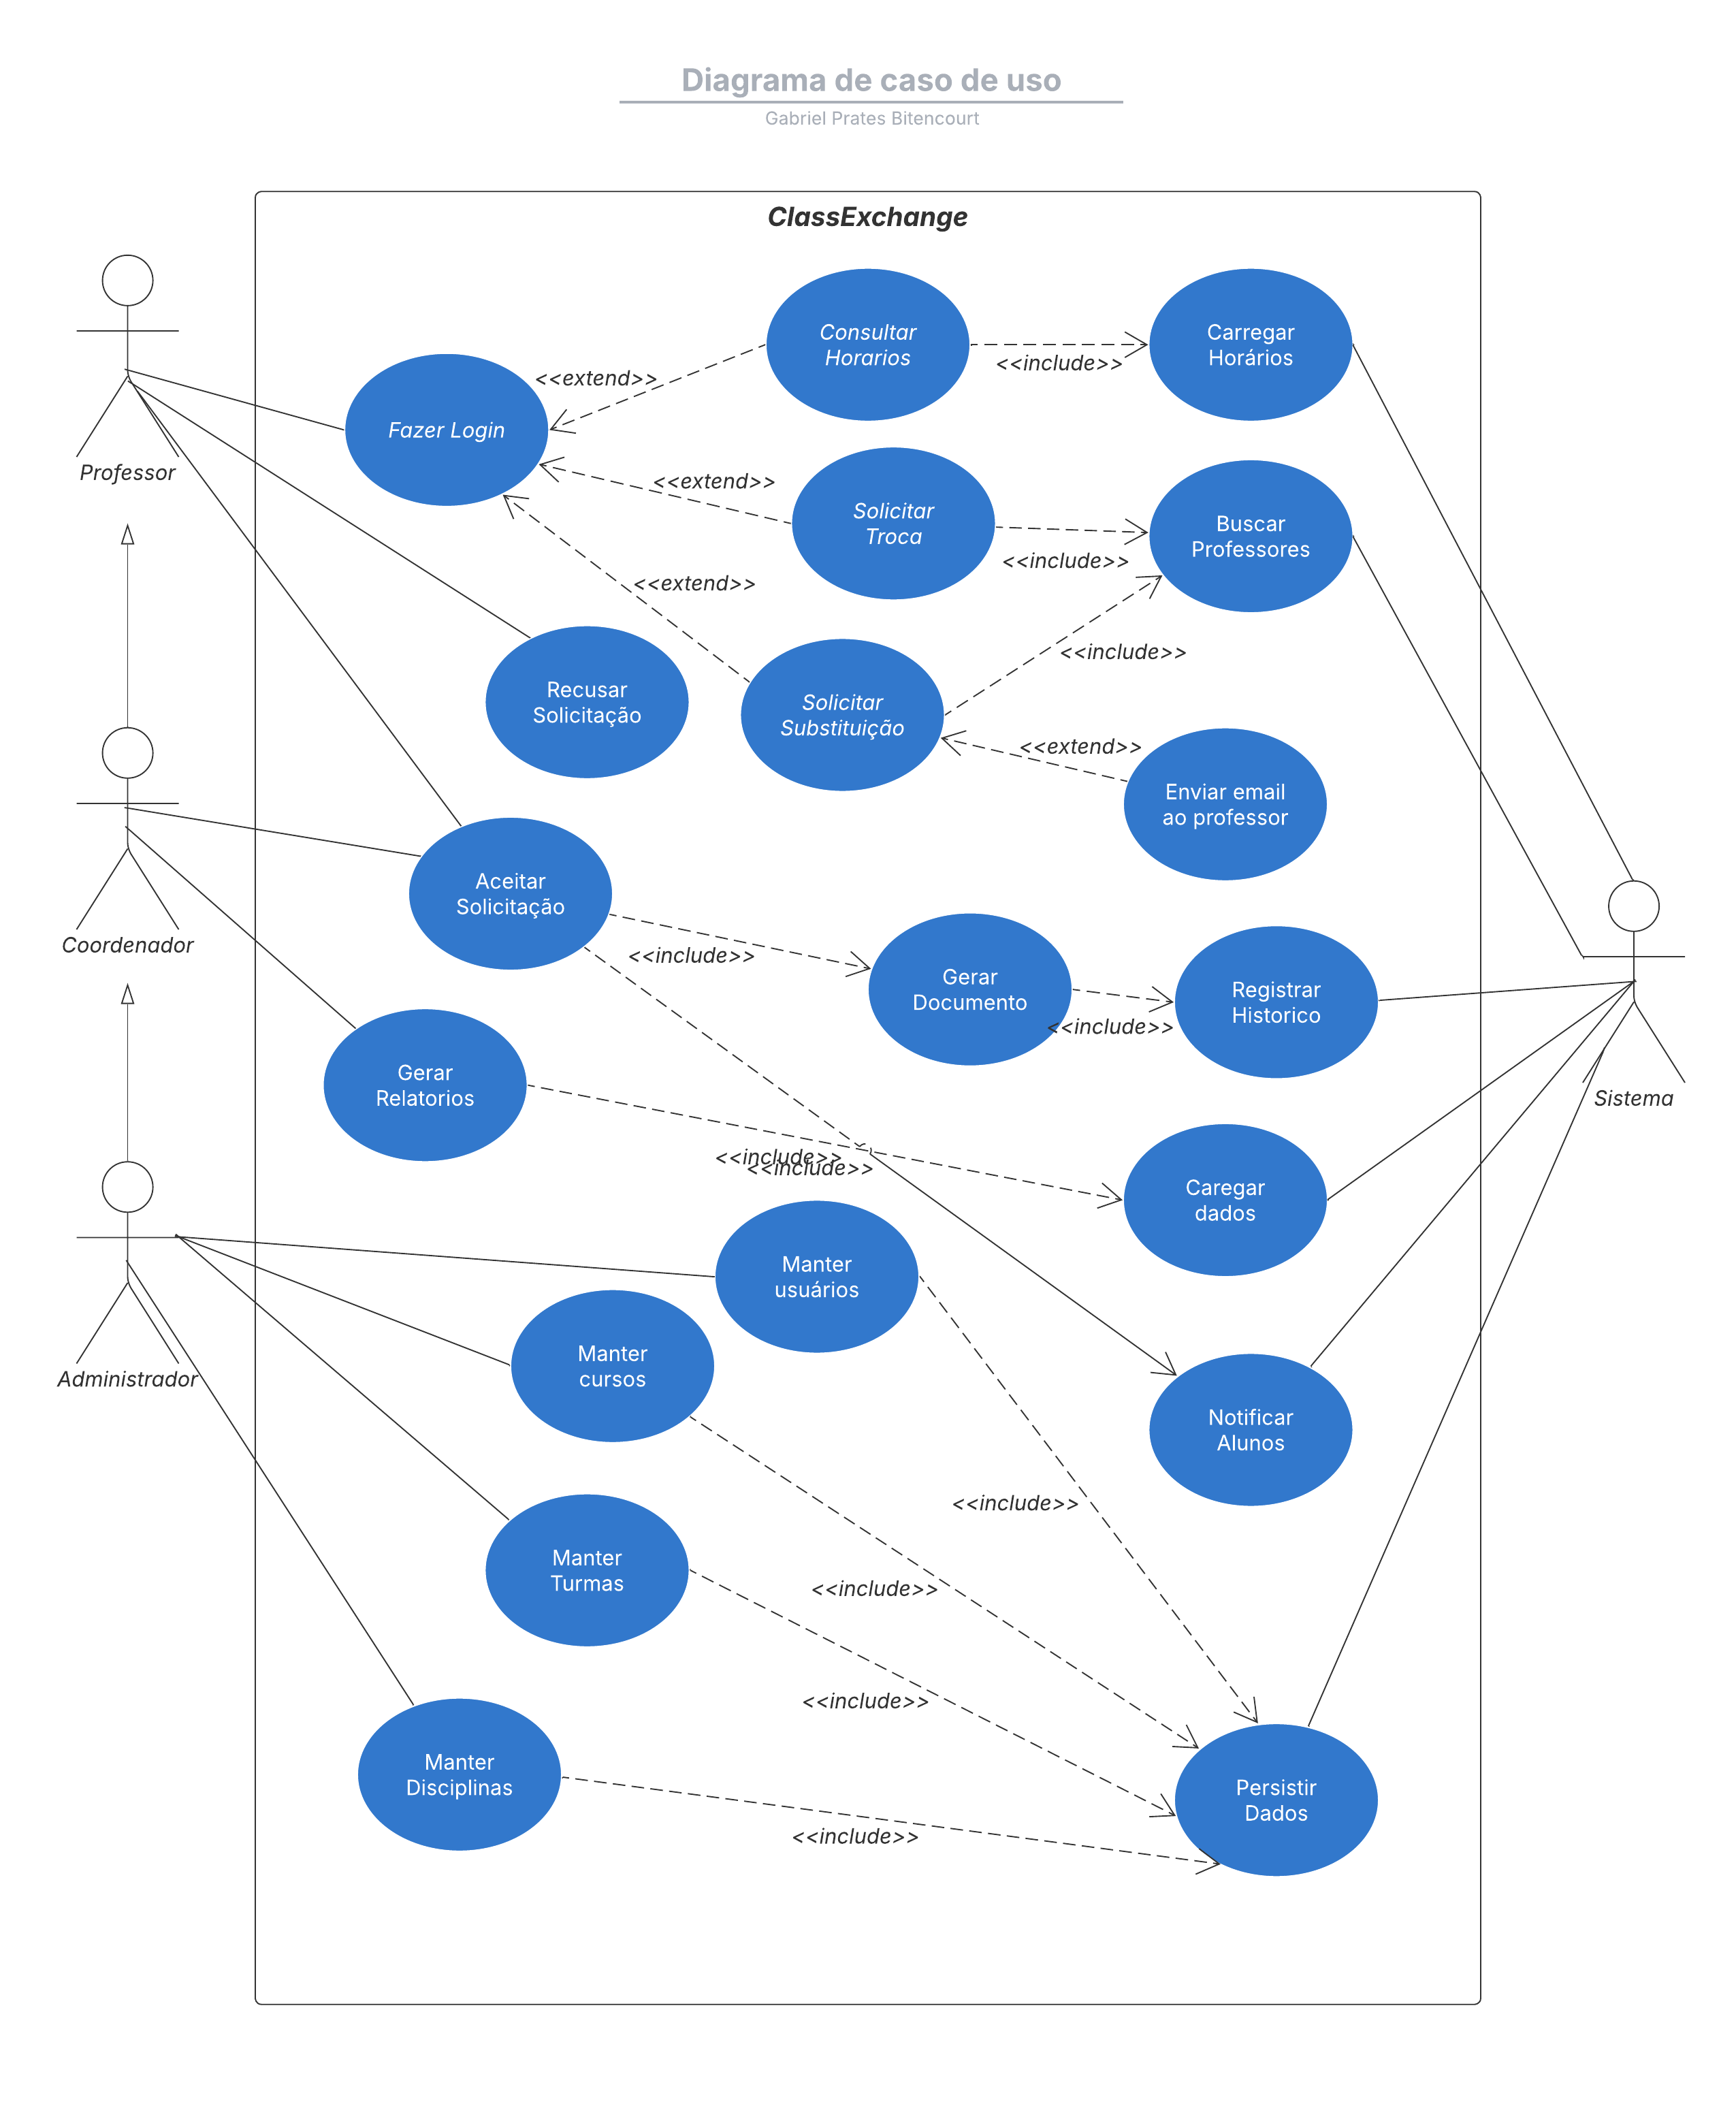 Diagrama de caso de uso
Gabriel Prates Bitencourt
ClassExchange
Consultar
Horarios
Carregar
Horários
<<include>>
<<extend>>
Fazer Login
Professor
<<extend>>
Solicitar
Troca
Buscar
Professores
<<include>>
<<extend>>
<<include>>
Recusar
Solicitação
Solicitar
Substituição
<<extend>>
Enviar email
ao professor
Aceitar
Solicitação
Coordenador
<<include>>
Gerar
Documento
Registrar
Historico
<<include>>
Gerar
Relatorios
Sistema
<<include>>
<<include>>
Caregar
dados
Manter
usuários
Manter
cursos
Administrador
Notificar
Alunos
<<include>>
Manter
Turmas
<<include>>
<<include>>
Manter
Disciplinas
Persistir
Dados
<<include>>